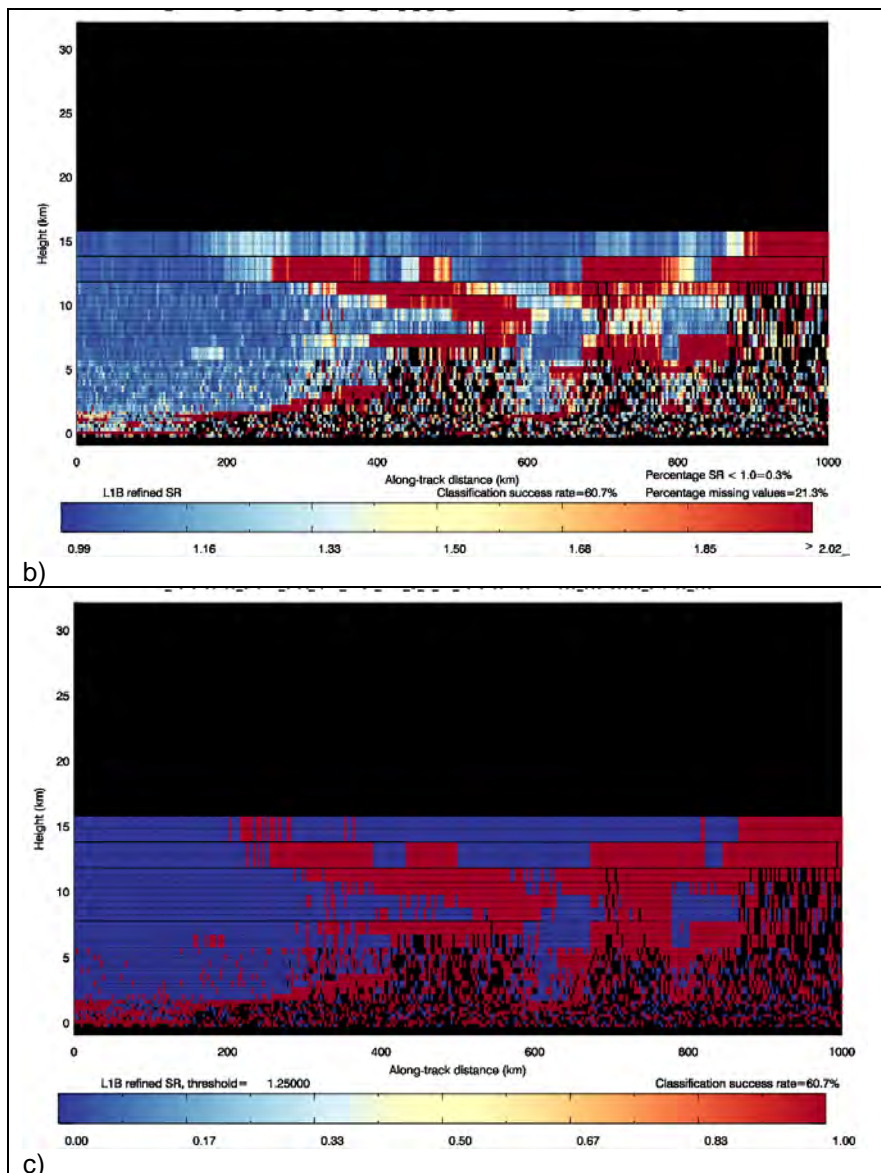 30
25
20
15
10
5
0
Height (km)
0 200 400 600 800 1000
Along-track distance (km)
Percentage SR < 1.0=0.3%
L1B refined SR Classification success rate=60.7% Percentage missing values=21.3%
0.99 1.16 1.33 1.50 1.68 1.85 > 2.02
b)
30
25
20
15
10
5
0
Height (km)
0 200 400 600 800 1000
Along-track distance (km)
L1B refined SR, threshold= 1.25000 Classification success rate=60.7%
0.00 0.17 0.33 0.50 0.67 0.83 1.00
c)